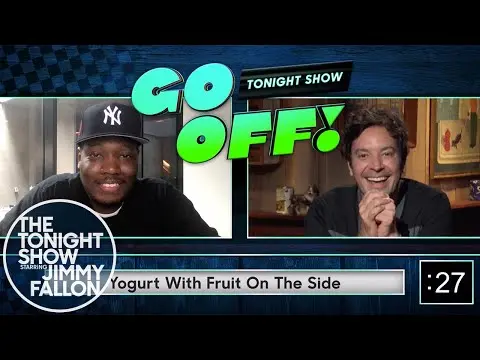 GO
TONIGHT SHOW
OFF!
NY
THE
TONIGHT
SHOW
STARRING
JIMMY
FALLON
Yogurt With Fruit On The Side
:27